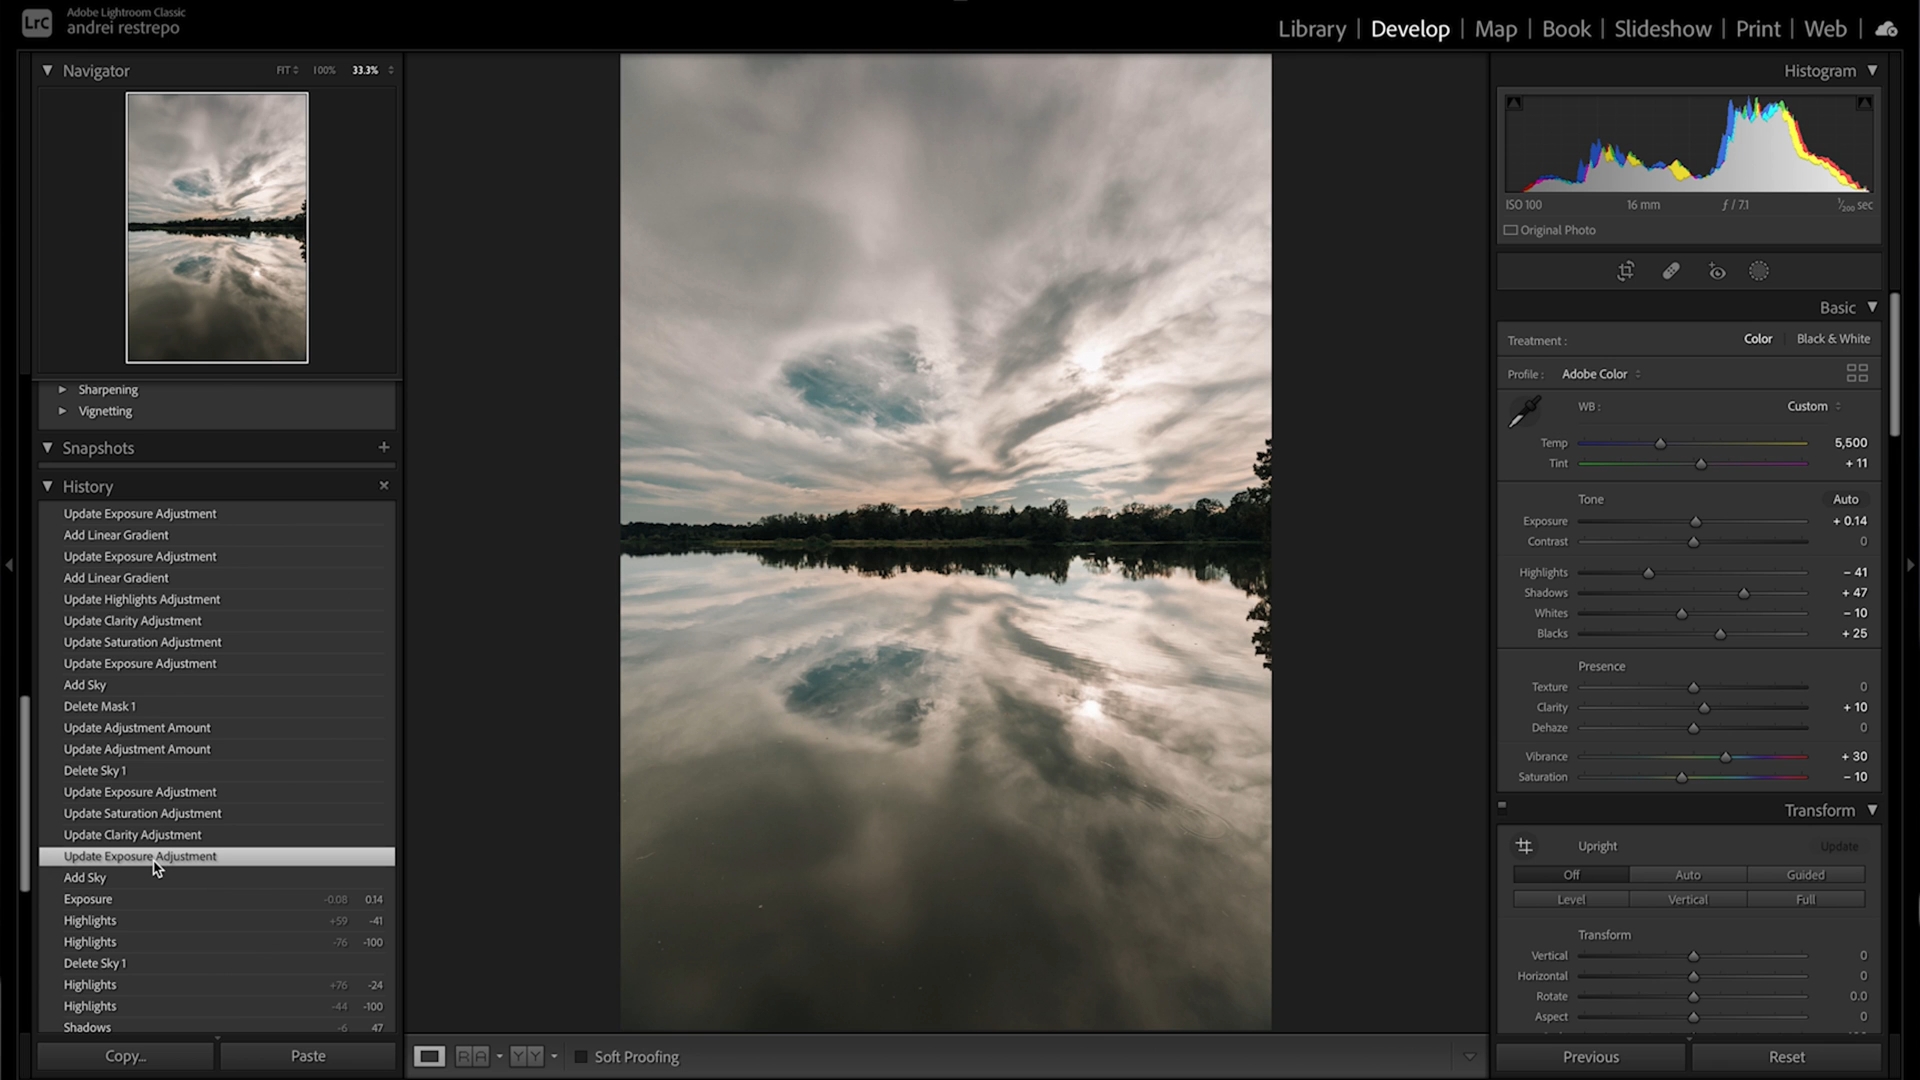 LrC
Adobe Lightroom Classic
andrei restrepo
Library | Develop | Map | Book | Slideshow | Print | Web
Navigator
FIT
100%
33.3%
Sharpening
Vignetting
Snapshots
History
Update Exposure Adjustment
Add Linear Gradient
Update Exposure Adjustment
Add Linear Gradient
Update Highlights Adjustment
Update Clarity Adjustment
Update Saturation Adjustment
Update Exposure Adjustment
Add Sky
Delete Mask 1
Update Adjustment Amount
Update Adjustment Amount
Delete Sky 1
Update Exposure Adjustment
Update Saturation Adjustment
Update Clarity Adjustment
Update Exposure Adjustment
Add Sky
Exposure -0.08 0.14
Highlights +59 -41
Highlights -76 -100
Delete Sky 1
Highlights +76 -24
Highlights -44 -100
Shadows -6 47
Copy...
Paste
R A
Y Y
Soft Proofing
Histogram
ISO 100
16 mm
f / 7.1
1/200 sec
Original Photo
Basic
Treatment :
Color
Black & White
Profile :
Adobe Color
WB :
Custom
Temp 5,500
Tint + 11
Tone
Auto
Exposure + 0.14
Contrast 0
Highlights − 41
Shadows + 47
Whites − 10
Blacks + 25
Presence
Texture 0
Clarity + 10
Dehaze 0
Vibrance + 30
Saturation − 10
Transform
Upright
Update
Off
Auto
Guided
Level
Vertical
Full
Transform
Vertical 0
Horizontal 0
Rotate 0.0
Aspect 0
Previous
Reset